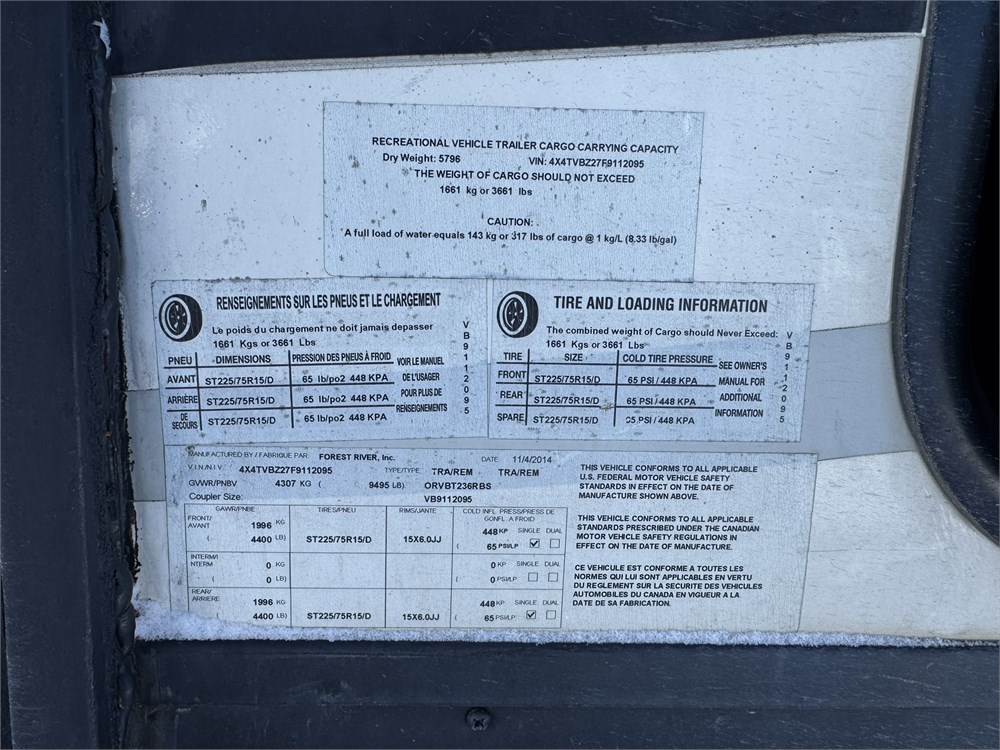 RECREATIONAL VEHICLE TRAILER CARGO CARRYING CAPACITY
Dry Weight: 5796 VIN: 4X4TVBZ27F9112095
THE WEIGHT OF CARGO SHOULD NOT EXCEED
1661 kg or 3661 lbs
CAUTION:
A full load of water equals 143 kg or 317 lbs of cargo @ 1 kg/L (8.33 lb/gal)
RENSEIGNEMENTS SUR LES PNEUS ET LE CHARGEMENT
Le poids du chargement ne doit jamais depasser
1661 Kgs or 3661 Lbs
PNEU DIMENSIONS PRESSION DES PNEUS À FROID VOIR LE MANUEL
AVANT ST225/75R15/D 65 lb/po2 448 KPA DE L'USAGER
ARRIÈRE ST225/75R15/D 65 lb/po2 448 KPA POUR PLUS DE
DE SECOURS ST225/75R15/D 65 lb/po2 448 KPA RENSEIGNEMENTS
VB9112095
TIRE AND LOADING INFORMATION
The combined weight of Cargo should Never Exceed:
1661 Kgs or 3661 Lbs
TIRE SIZE COLD TIRE PRESSURE SEE OWNER'S
FRONT ST225/75R15/D 65 PSI / 448 KPA MANUAL FOR
REAR ST225/75R15/D 65 PSI / 448 KPA ADDITIONAL
SPARE ST225/75R15/D 65 PSI / 448 KPA INFORMATION
VB9112095
MANUFACTURED BY / FABRIQUE PAR FOREST RIVER, Inc. DATE 11/4/2014
V.I.N./N.I.V. 4X4TVBZ27F9112095 TYPE/TYPE TRA/REM TRA/REM
GVWR/PNBV 4307 KG ( 9495 LB) ORVBT236RBS
Coupler Size: VB9112095
GAWR/PNBE TIRES/PNEU RIMS/JANTE COLD INFL PRESS/PRESS DE
GONFL A FROID
FRONT/
AVANT 1996 KG 448 KP SINGLE DUAL
( 4400 LB) ST225/75R15/D 15X6.0JJ ( 65 PSI/LP
INTERM/I
NTERM 0 KG 0 KP SINGLE DUAL
( 0 LB) ( 0 PSI/LP
REAR/
ARRIERE 1996 KG 448 KP SINGLE DUAL
( 4400 LB) ST225/75R15/D 15X6.0JJ ( 65 PSI/LP
THIS VEHICLE CONFORMS TO ALL APPLICABLE
U.S. FEDERAL MOTOR VEHICLE SAFETY
STANDARDS IN EFFECT ON THE DATE OF
MANUFACTURE SHOWN ABOVE.
THIS VEHICLE CONFORMS TO ALL APPLICABLE
STANDARDS PRESCRIBED UNDER THE CANADIAN
MOTOR VEHICLE SAFETY REGULATIONS IN
EFFECT ON THE DATE OF MANUFACTURE.
CE VEHICULE EST CONFORME A TOUTES LES
NORMES QUI LUI SONT APPLICABLES EN VERTU
DU REGLEMENT SUR LA SECURITE DES VEHICULES
AUTOMOBILES DU CANADA EN VIGUEUR A LA
DATE DE SA FABRICATION.